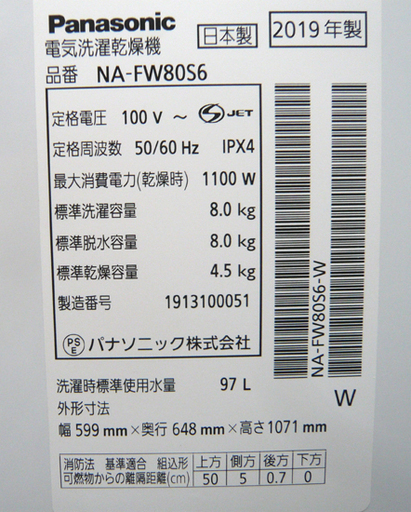 Panasonic
電気洗濯乾燥機
日本製
2019年製
品番 NA-FW80S6
定格電圧 100 V ～ S JET
定格周波数 50/60 Hz IPX4
最大消費電力(乾燥時) 1100 W
標準洗濯容量 8.0 kg
標準脱水容量 8.0 kg
標準乾燥容量 4.5 kg
製造番号 1913100051
PSE パナソニック株式会社
NA-FW80S6-W
W
洗濯時標準使用水量 97 L
外形寸法
幅 599 mm×奥行 648 mm×高さ 1071 mm
消防法 基準適合 組込形 上方 側方 後方 下方
可燃物からの離隔距離(cm) 50 5 0.7 0